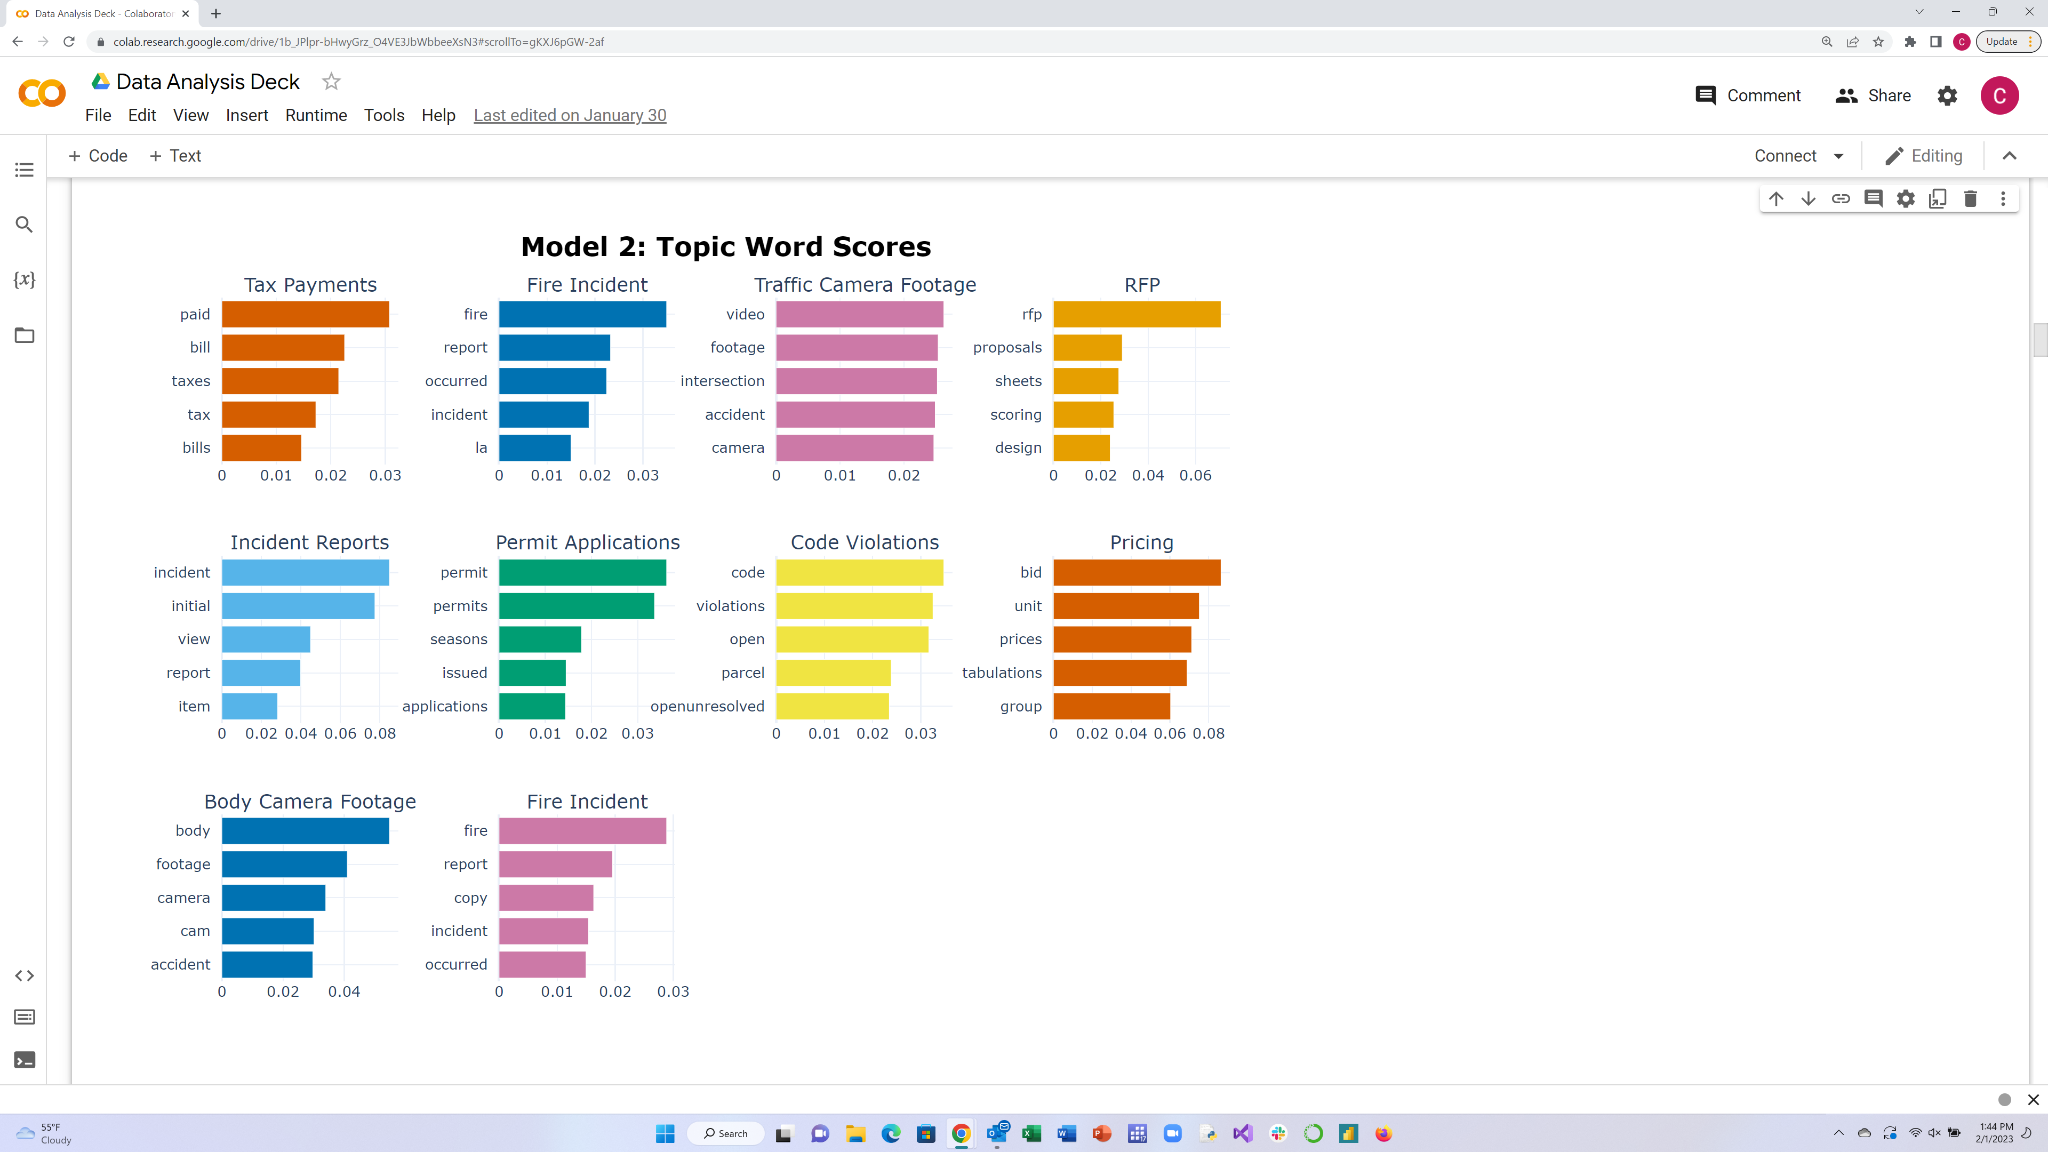 Data Analysis Deck - Colaborator
colab.research.google.com/drive/1b_JPlpr-bHwyGrz_O4VE3JbWbbeeXsN3#scrollTo=gKXJ6pGW-2af
C
Update
Data Analysis Deck
File Edit View Insert Runtime Tools Help Last edited on January 30
Comment Share C
+ Code + Text
Connect Editing
{x}
Model 2: Topic Word Scores
Tax Payments
paid
bill
taxes
tax
bills
0 0.01 0.02 0.03
Fire Incident
fire
report
occurred
incident
la
0 0.01 0.02 0.03
Traffic Camera Footage
video
footage
intersection
accident
camera
0 0.01 0.02
RFP
rfp
proposals
sheets
scoring
design
0 0.02 0.04 0.06
Incident Reports
incident
initial
view
report
item
0 0.02 0.04 0.06 0.08
Permit Applications
permit
permits
seasons
issued
applications
0 0.01 0.02 0.03
Code Violations
code
violations
open
parcel
openunresolved
0 0.01 0.02 0.03
Pricing
bid
unit
prices
tabulations
group
0 0.02 0.04 0.06 0.08
Body Camera Footage
body
footage
camera
cam
accident
0 0.02 0.04
Fire Incident
fire
report
copy
incident
occurred
0 0.01 0.02 0.03
55°F
Cloudy
Search
1:44 PM
2/1/2023